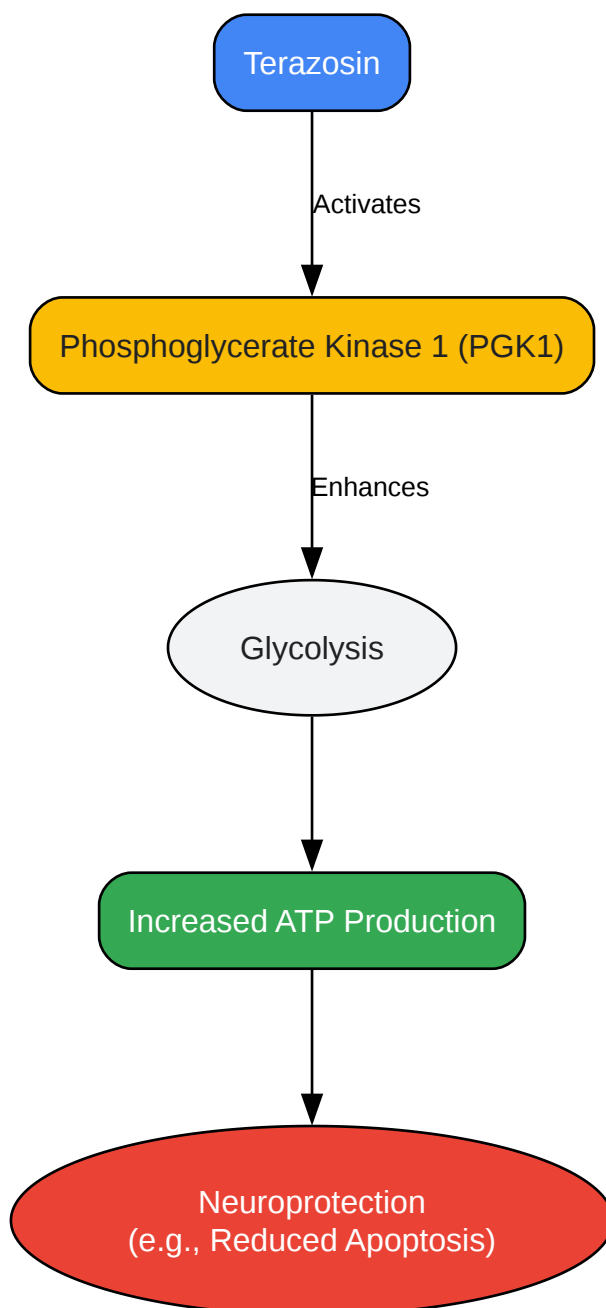 Terazosin
Activates
Phosphoglycerate Kinase 1 (PGK1)
Enhances
Glycolysis
Increased ATP Production
Neuroprotection
(e.g., Reduced Apoptosis)